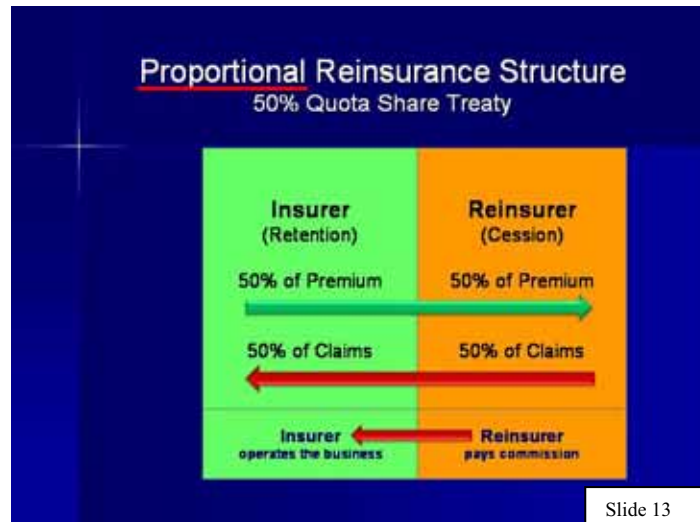 Proportional Reinsurance Structure
50% Quota Share Treaty
Insurer
(Retention)
Reinsurer
(Cession)
50% of Premium
50% of Premium
50% of Claims
50% of Claims
Insurer
operates the business
Reinsurer
pays commission
Slide 13